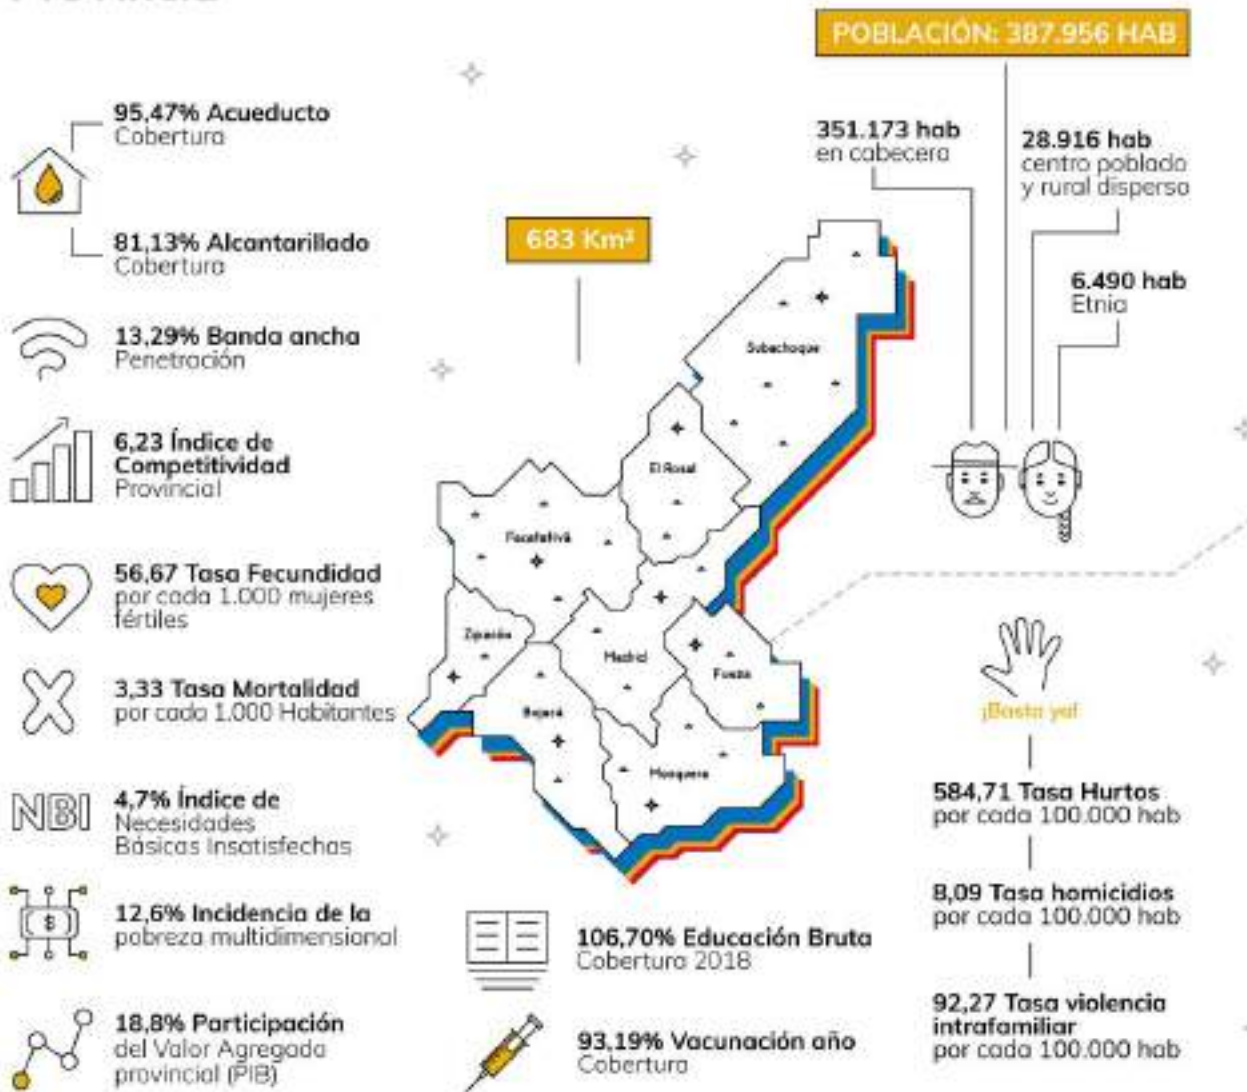 POBLACIÓN: 387.956 HAB
351.173 hab
en cabecera
28.916 hab
centro poblado
y rural disperso
6.490 hab
Etnia
95,47% Acueducto
Cobertura
81,13% Alcantarillado
Cobertura
13,29% Banda ancha
Penetración
6,23 Índice de
Competitividad
Provincial
56,67 Tasa Fecundidad
por cada 1.000 mujeres
fértiles
3,33 Tasa Mortalidad
por cada 1.000 Habitantes
NBI
4,7% Índice de
Necesidades
Básicas Insatisfechas
$
12,6% Incidencia de la
pobreza multidimensional
18,8% Participación
del Valor Agregado
provincial (PIB)
683 Km²
Subachoque
El Rosal
Facatativá
Zipacón
Madrid
Funza
Bojacá
Mosquera
106,70% Educación Bruta
Cobertura 2018
93,19% Vacunación año
Cobertura
¡Basta ya!
584,71 Tasa Hurtos
por cada 100.000 hab
8,09 Tasa homicidios
por cada 100.000 hab
92,27 Tasa violencia
intrafamiliar
por cada 100.000 hab